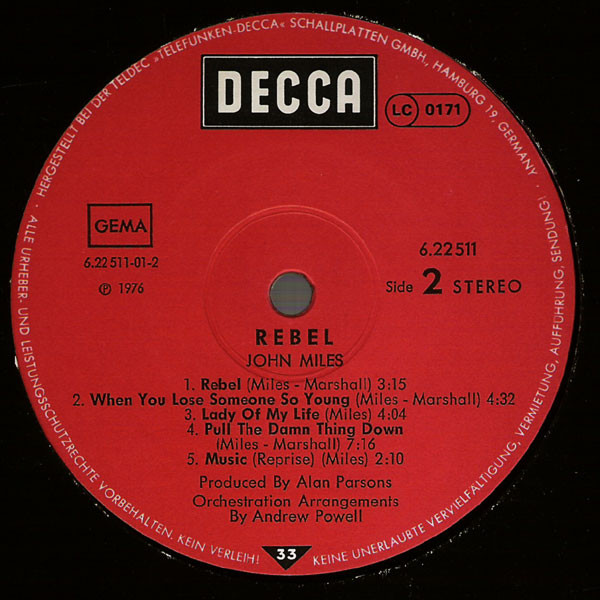 HERGESTELLT BEI DER TELDEC »TELEFUNKEN-DECCA« SCHALLPLATTEN GMBH, HAMBURG 19, GERMANY ·
DECCA
LC 0171
GEMA
6.22 511-01-2
℗ 1976
6.22 511
Side 2 STEREO
REBEL
JOHN MILES
1. Rebel (Miles - Marshall) 3:15
2. When You Lose Someone So Young (Miles - Marshall) 4:32
3. Lady Of My Life (Miles) 4:04
4. Pull The Damn Thing Down
(Miles - Marshall) 7:16
5. Music (Reprise) (Miles) 2:10
Produced By Alan Parsons
Orchestration Arrangements
By Andrew Powell
33
· ALLE URHEBER- UND LEISTUNGSSCHUTZRECHTE VORBEHALTEN. KEIN VERLEIH!
KEINE UNERLAUBTE VERVIELFÄLTIGUNG, VERMIETUNG, AUFFÜHRUNG, SENDUNG!